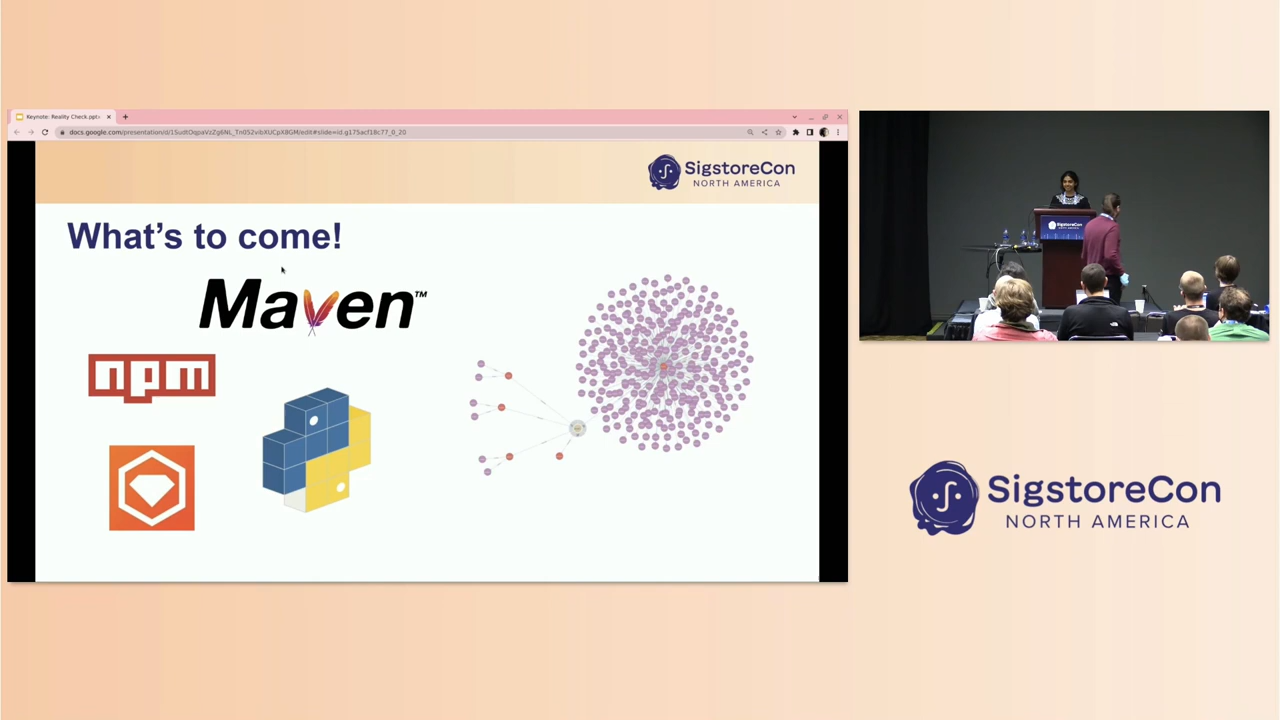 Keynote: Reality Check.pptx
docs.google.com/presentation/d/15udtOqpaVzZg6NL_Tn052vibXUCpX8GM/edit#slide=id.g175acf18c77_0_20
SigstoreCon
NORTH AMERICA
What's to come!
Maven™
npm
SigstoreCon
NORTH AMERICA
SigstoreCon
NORTH AMERICA